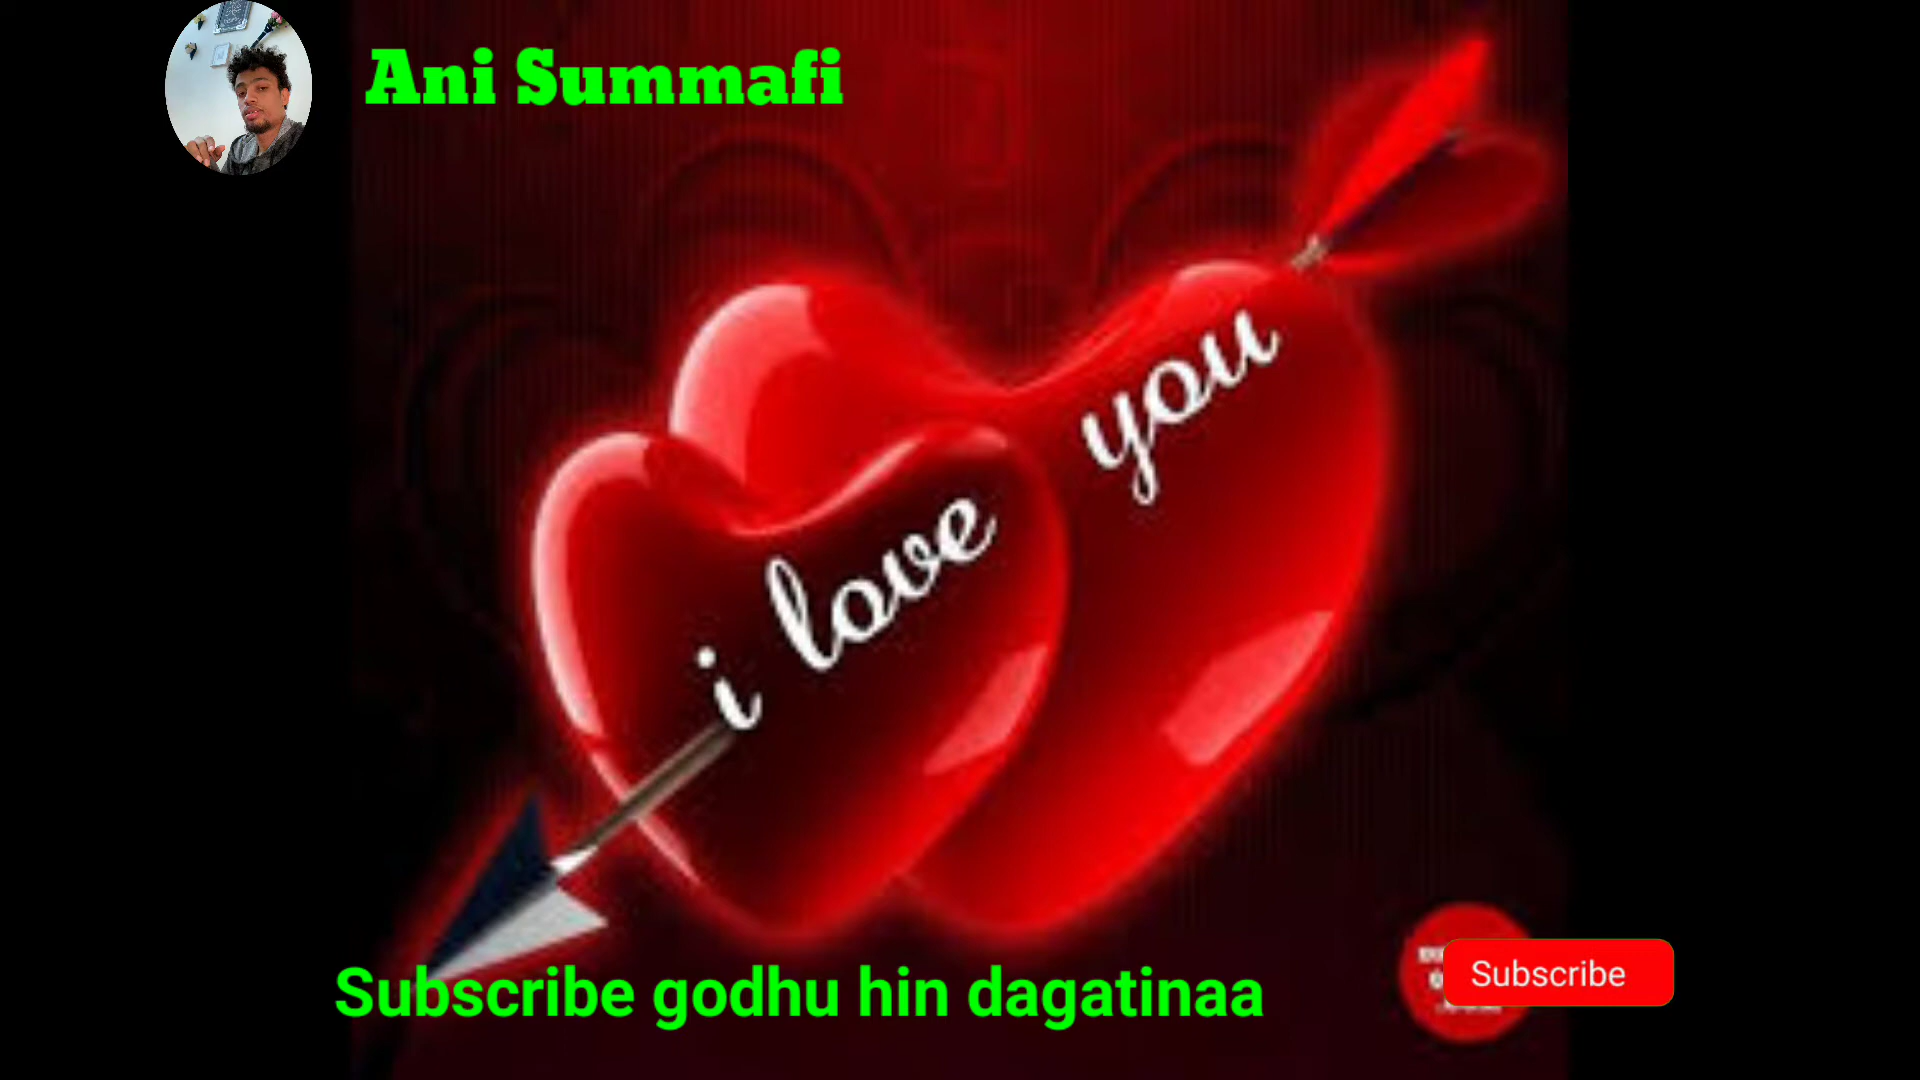 Ani Summafi
i love you
Subscribe godhu hin dagatinaa
Subscribe